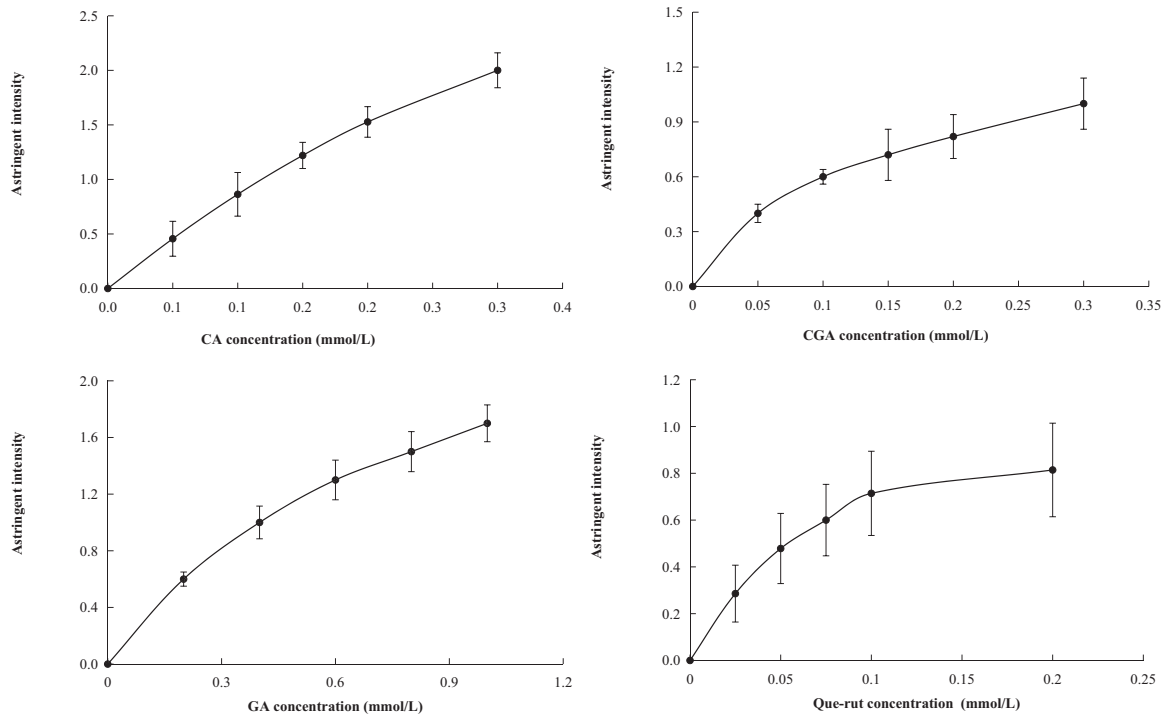 Astringent intensity
2.5
2.0
1.5
1.0
0.5
0.0
0.0 0.1 0.1 0.2 0.2 0.3 0.3 0.4
CA concentration (mmol/L)
Astringent intensity
1.5
1.2
0.9
0.6
0.3
0.0
0 0.05 0.1 0.15 0.2 0.25 0.3 0.35
CGA concentration (mmol/L)
Astringent intensity
2.0
1.6
1.2
0.8
0.4
0.0
0 0.3 0.6 0.9 1.2
GA concentration (mmol/L)
Astringent intensity
1.2
1.0
0.8
0.6
0.4
0.2
0.0
0 0.05 0.1 0.15 0.2 0.25
Que-rut concentration (mmol/L)